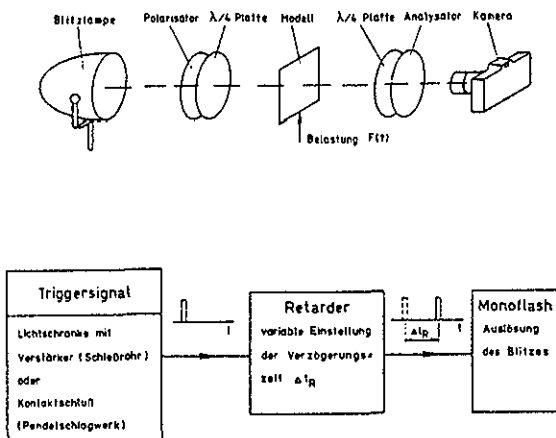 Blitzlampe
Polarisator
λ/4 Platte
Modell
λ/4 Platte
Analysator
Kamera
Belastung F(t)
Triggersignal
Lichtschranke mit
Verstärker (Schießrohr)
oder
Kontaktschluß
(Pendelschlagwerk)
t
Retarder
variable Einstellung
der Verzögerungs=
zeit Δt_R
Δt_R
t
Monoflash
Auslösung
des Blitzes